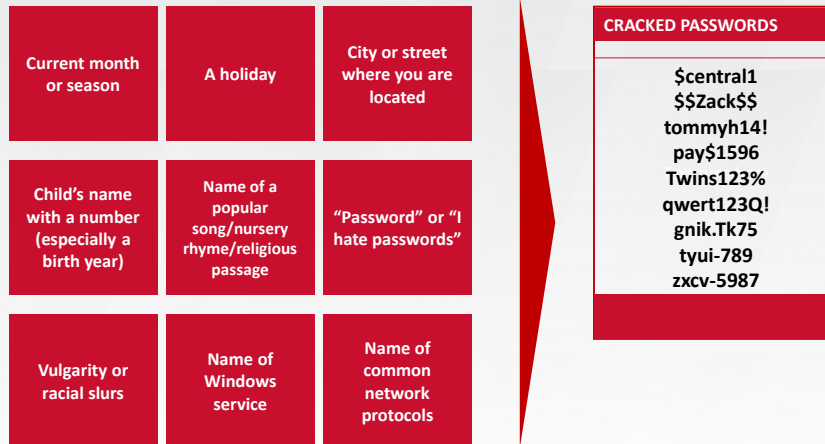 Current month
or season
A holiday
City or street
where you are
located
Child's name
with a number
(especially a
birth year)
Name of a
popular
song/nursery
rhyme/religious
passage
“Password” or “I
hate passwords”
Vulgarity or
racial slurs
Name of
Windows
service
Name of
common
network
protocols
CRACKED PASSWORDS
$central1
$$Zack$$
tommyh14!
pay$1596
Twins123%
qwert123Q!
gnik.Tk75
tyui-789
zxcv-5987